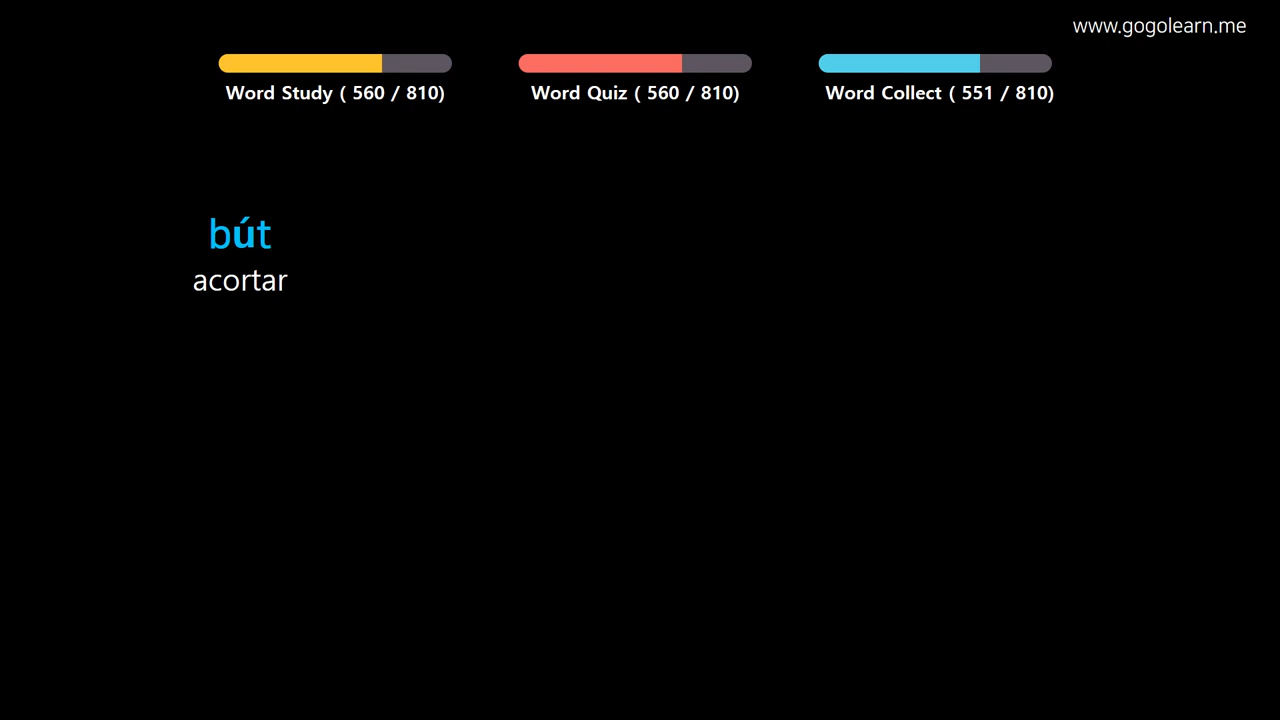 www.gogolearn.me
Word Study ( 560 / 810)
Word Quiz ( 560 / 810)
Word Collect ( 551 / 810)
bút
acortar